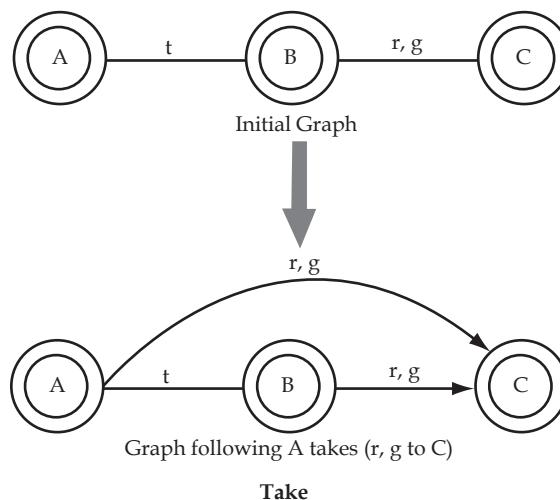 A t B r, g C
Initial Graph
r, g
A t B r, g C
Graph following A takes (r, g to C)
Take